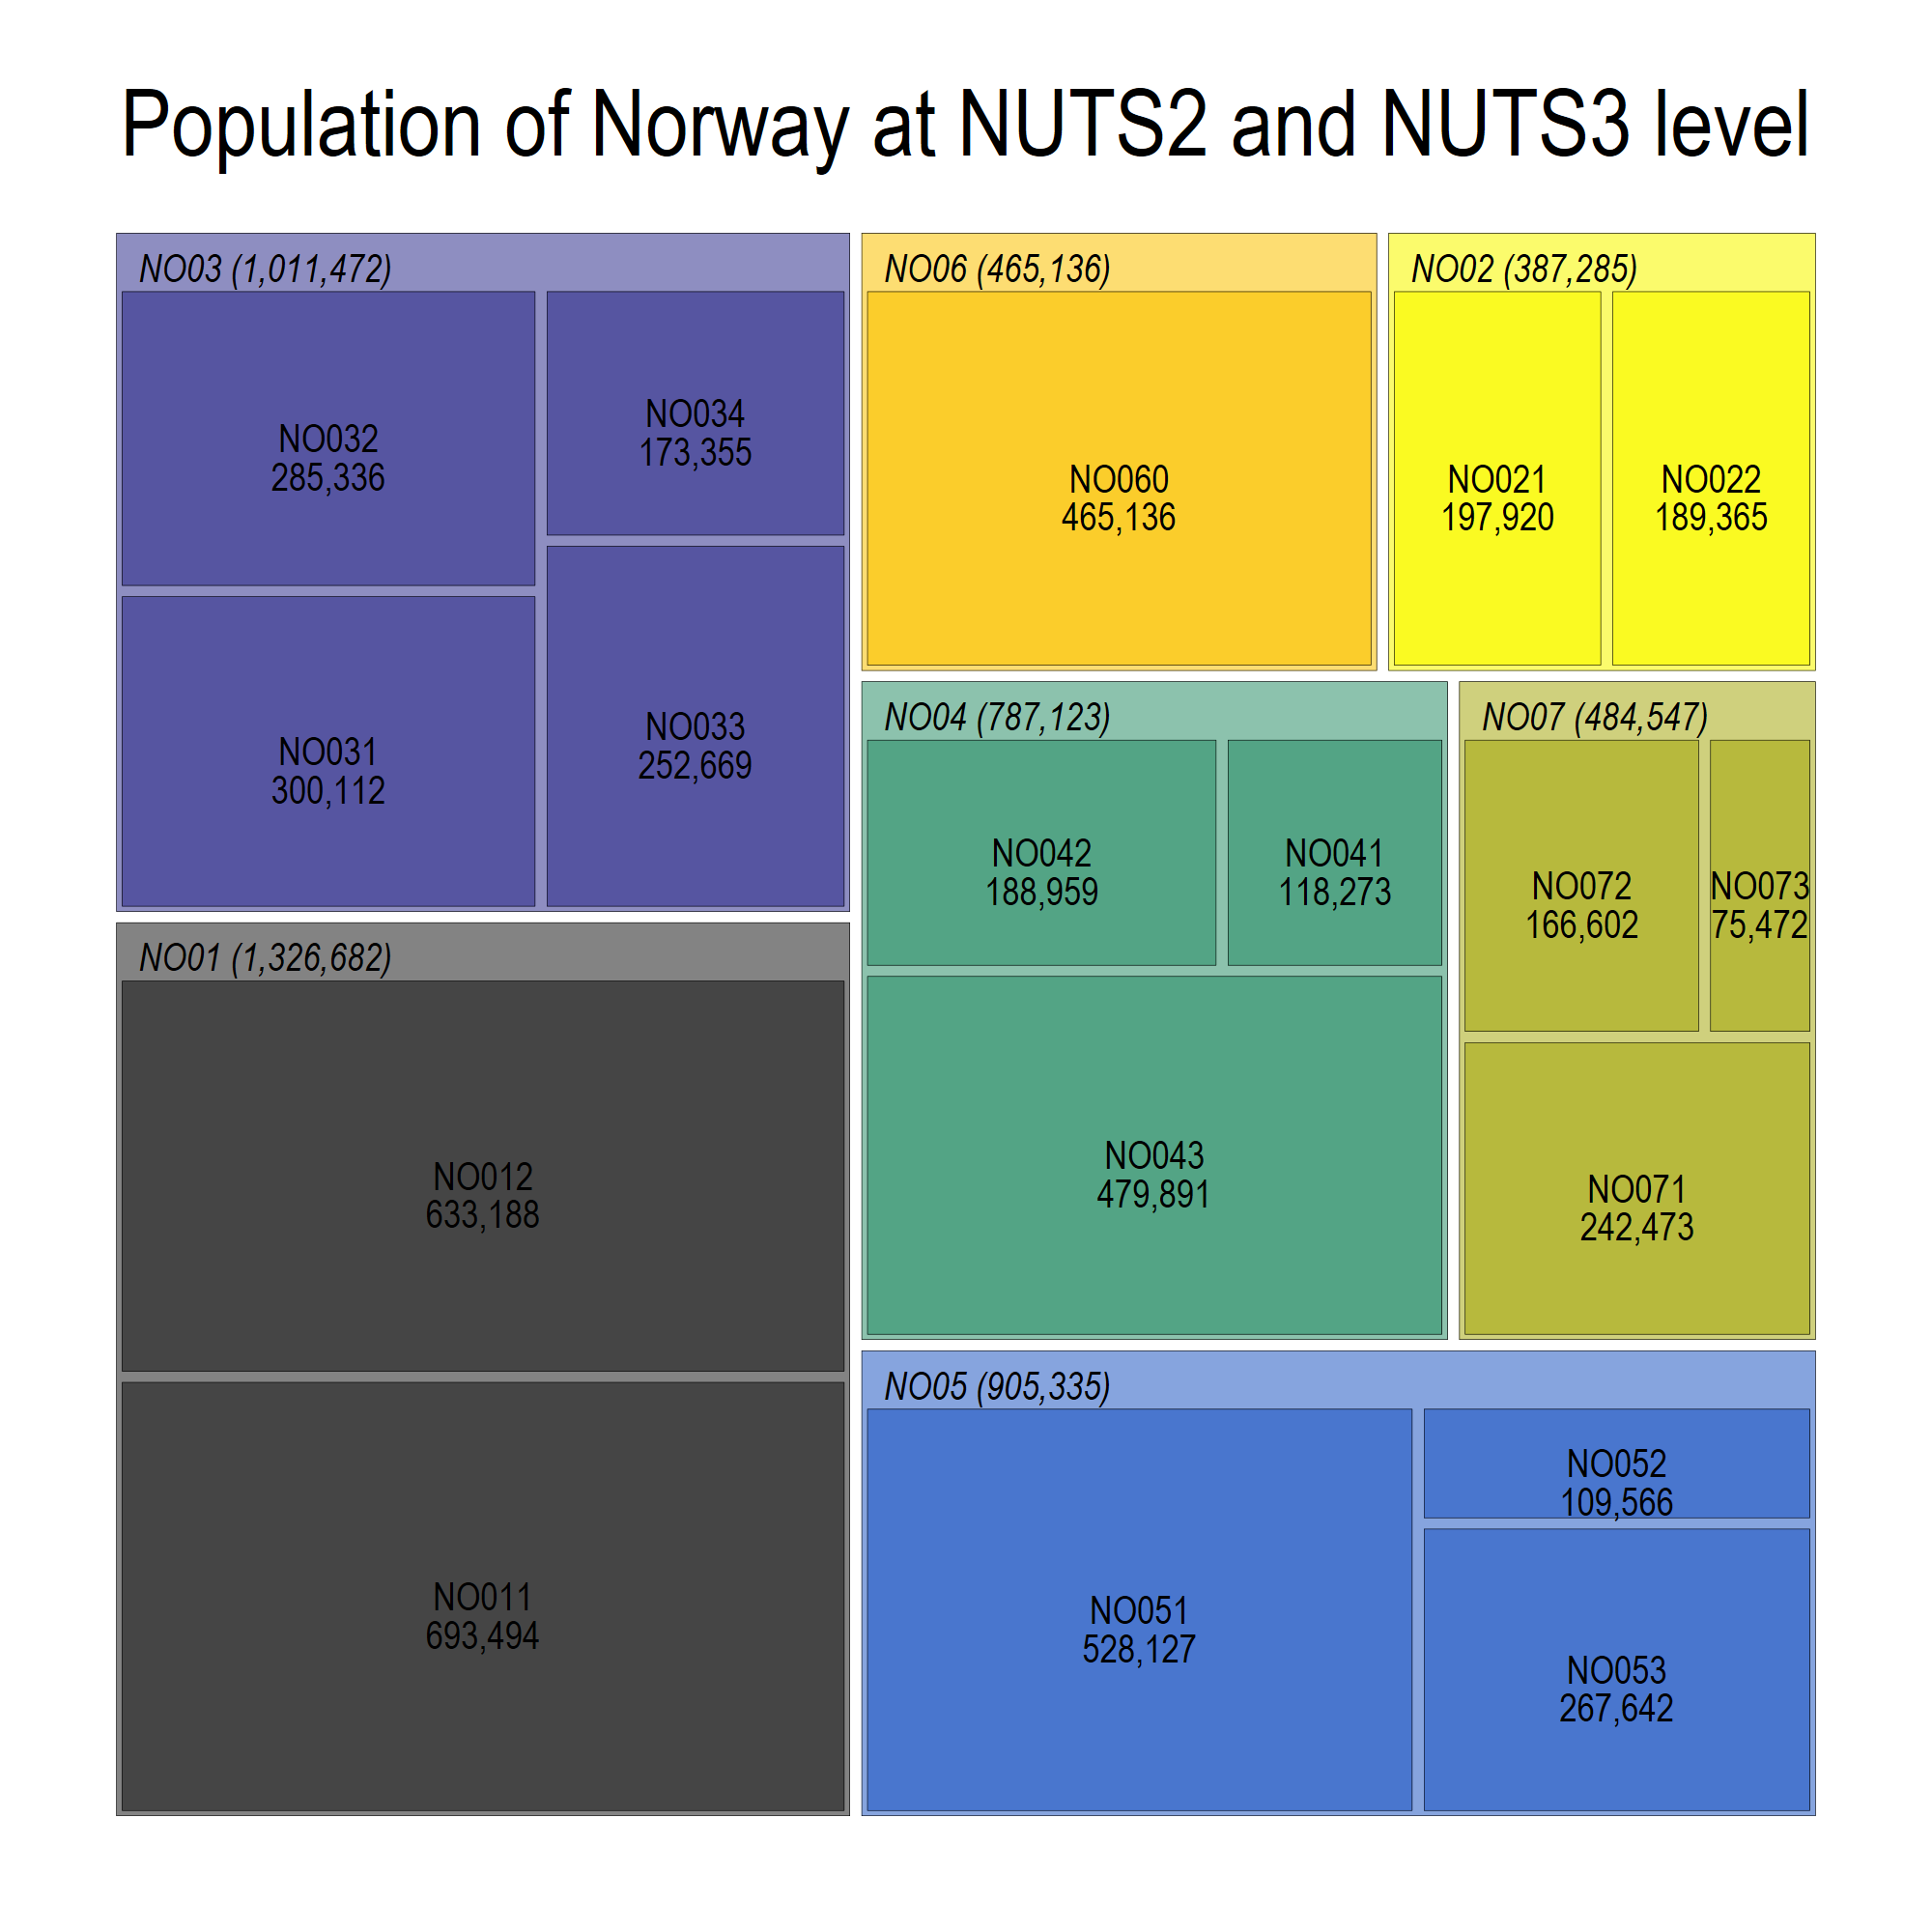 Population of Norway at NUTS2 and NUTS3 level
NO03 (1,011,472)
NO032
285,336
NO034
173,355
NO031
300,112
NO033
252,669
NO01 (1,326,682)
NO012
633,188
NO011
693,494
NO06 (465,136)
NO060
465,136
NO02 (387,285)
NO021
197,920
NO022
189,365
NO04 (787,123)
NO042
188,959
NO041
118,273
NO043
479,891
NO07 (484,547)
NO072
166,602
NO073
75,472
NO071
242,473
NO05 (905,335)
NO051
528,127
NO052
109,566
NO053
267,642